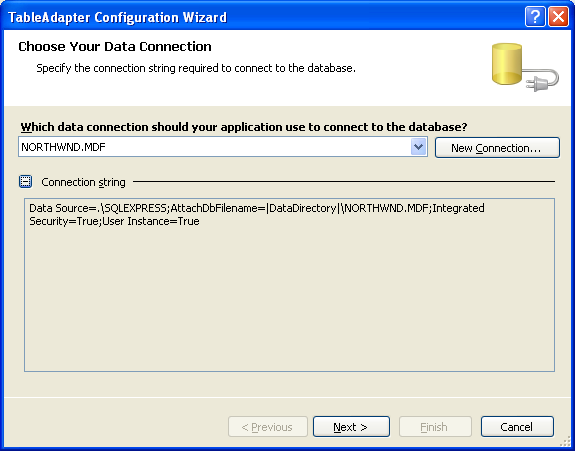 TableAdapter Configuration Wizard
Choose Your Data Connection
Specify the connection string required to connect to the database.
Which data connection should your application use to connect to the database?
NORTHWND.MDF
New Connection...
Connection string
Data Source=.\SQLEXPRESS;AttachDbFilename=|DataDirectory|\NORTHWND.MDF;Integrated
Security=True;User Instance=True
< Previous
Next >
Finish
Cancel